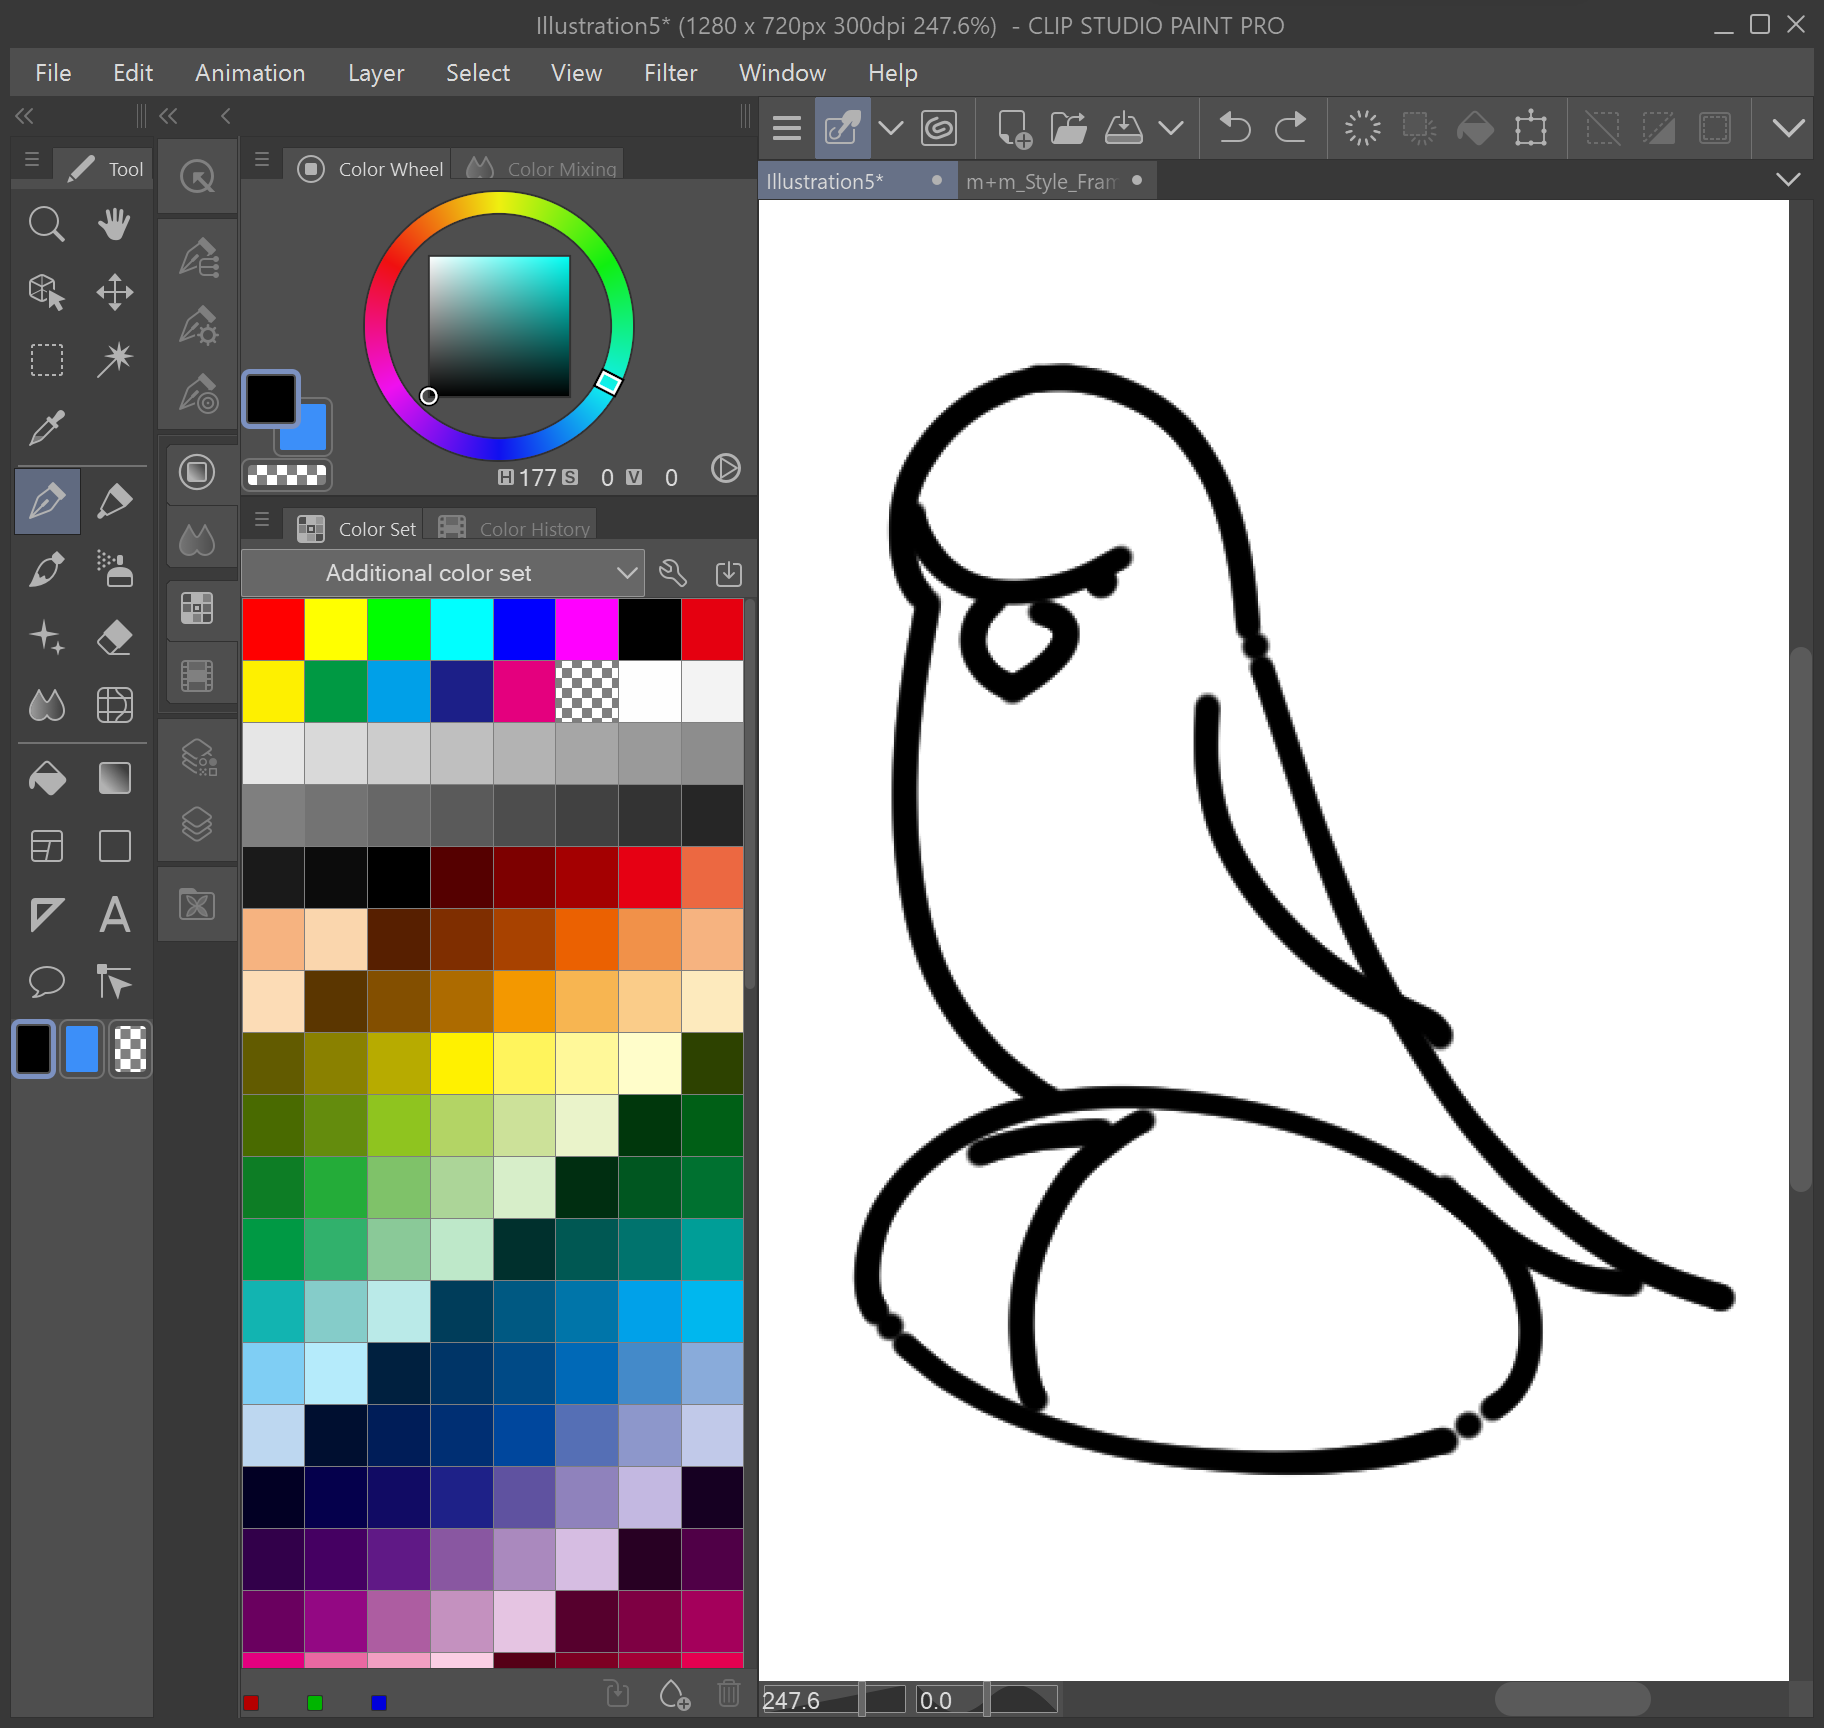 Illustration5* (1280 x 720px 300dpi 247.6%)  - CLIP STUDIO PAINT PRO
File Edit Animation Layer Select View Filter Window Help
Tool
Color Wheel Color Mixing
Illustration5* m+m_Style_Fram
H 177 S 0 V 0
Color Set Color History
Additional color set
A
247.6 0.0